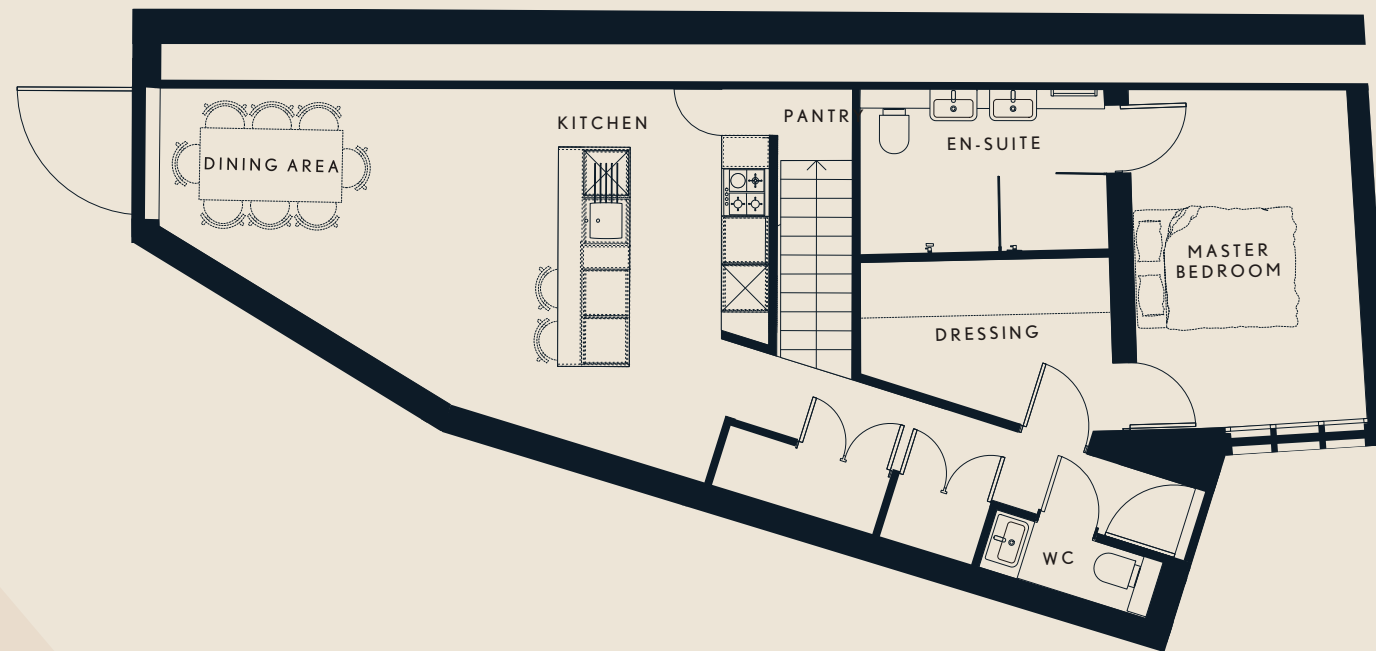 KITCHEN
PANTR
DINING AREA
EN-SUITE
MASTER
BEDROOM
DRESSING
WC